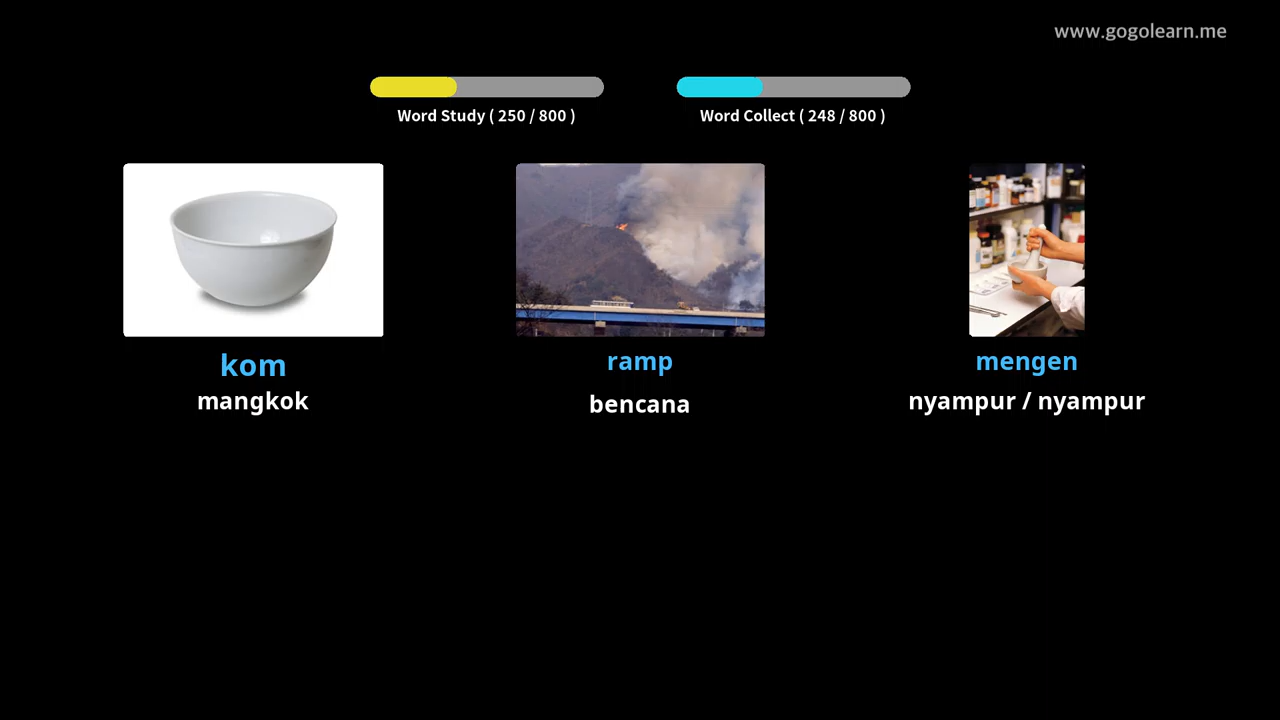 www.gogolearn.me
Word Study ( 250 / 800 )
Word Collect ( 248 / 800 )
kom
mangkok
ramp
bencana
mengen
nyampur / nyampur